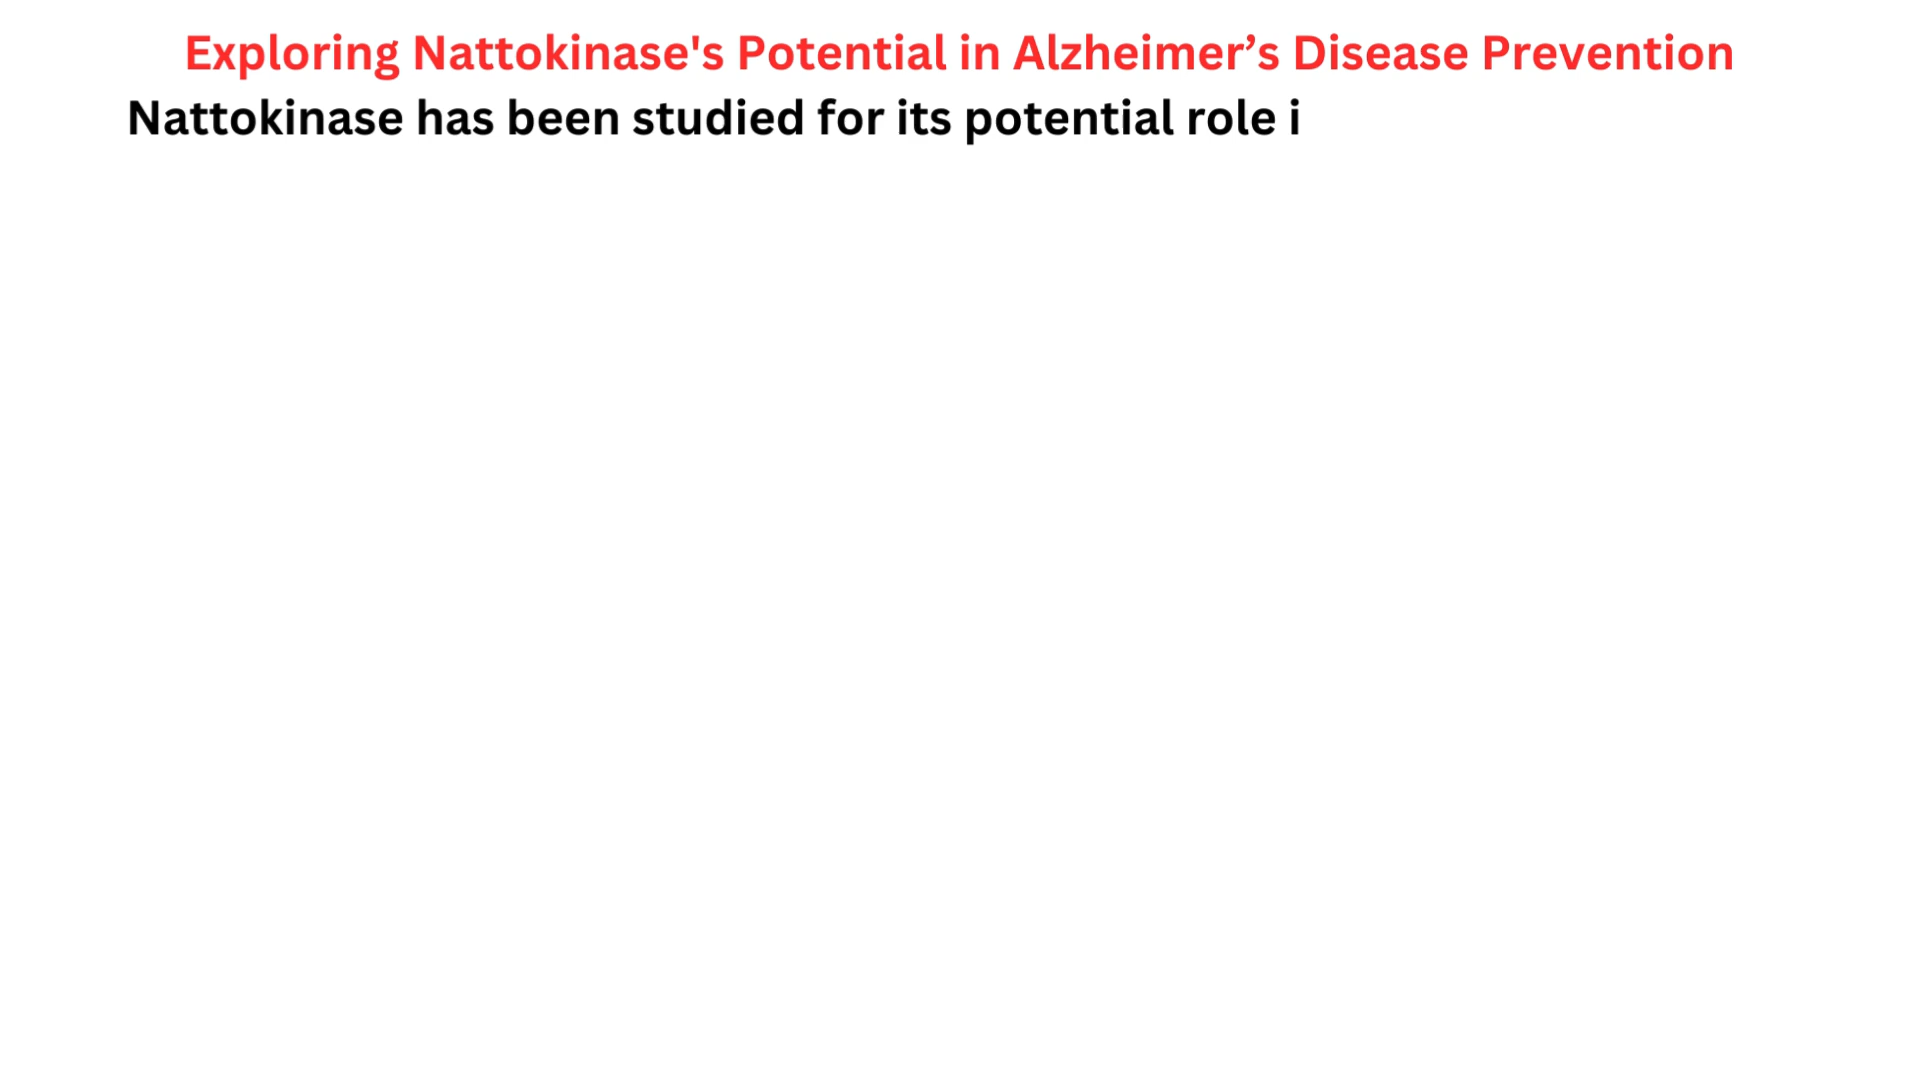 Exploring Nattokinase's Potential in Alzheimer’s Disease Prevention
Nattokinase has been studied for its potential role i